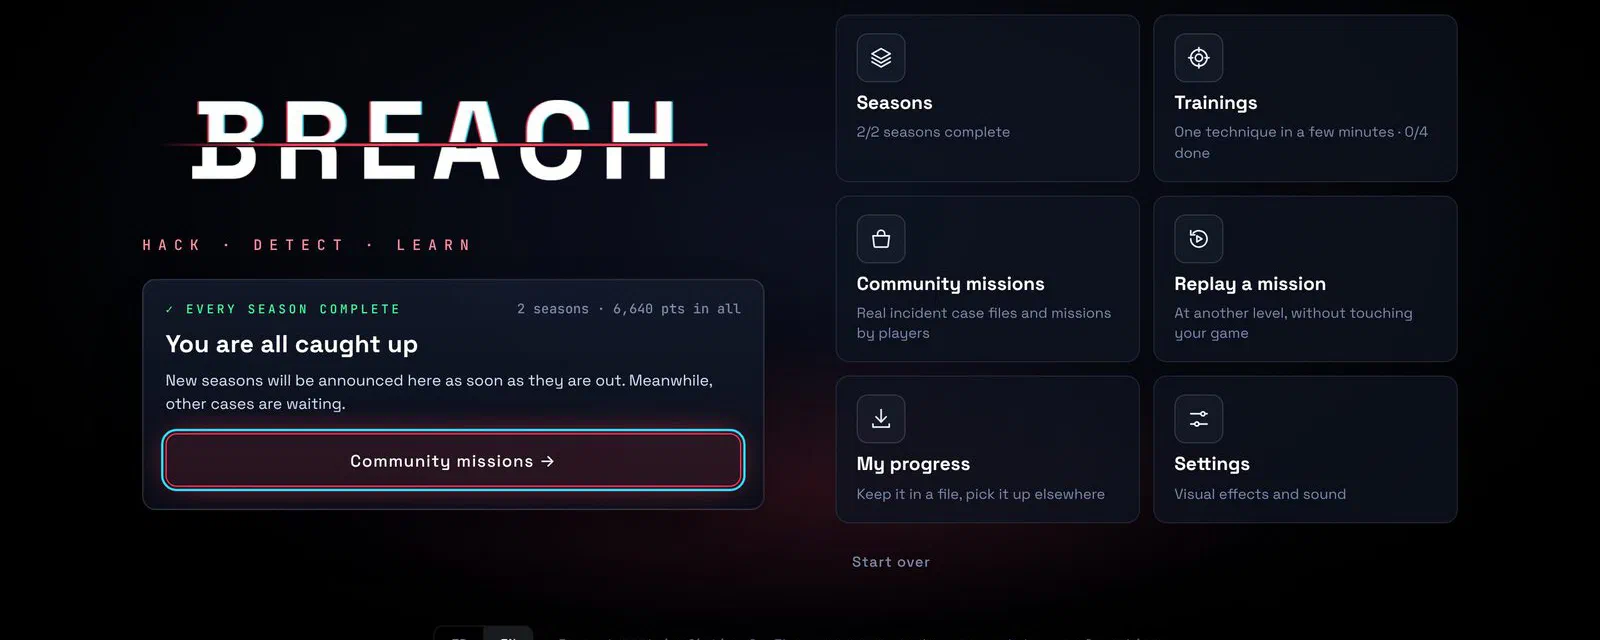 BREACH
HACK · DETECT · LEARN
✓ EVERY SEASON COMPLETE
2 seasons · 6,640 pts in all
You are all caught up
New seasons will be announced here as soon as they are out. Meanwhile,
other cases are waiting.
Community missions →
Seasons
2/2 seasons complete
Trainings
One technique in a few minutes · 0/4
done
Community missions
Real incident case files and missions
by players
Replay a mission
At another level, without touching
your game
My progress
Keep it in a file, pick it up elsewhere
Settings
Visual effects and sound
Start over